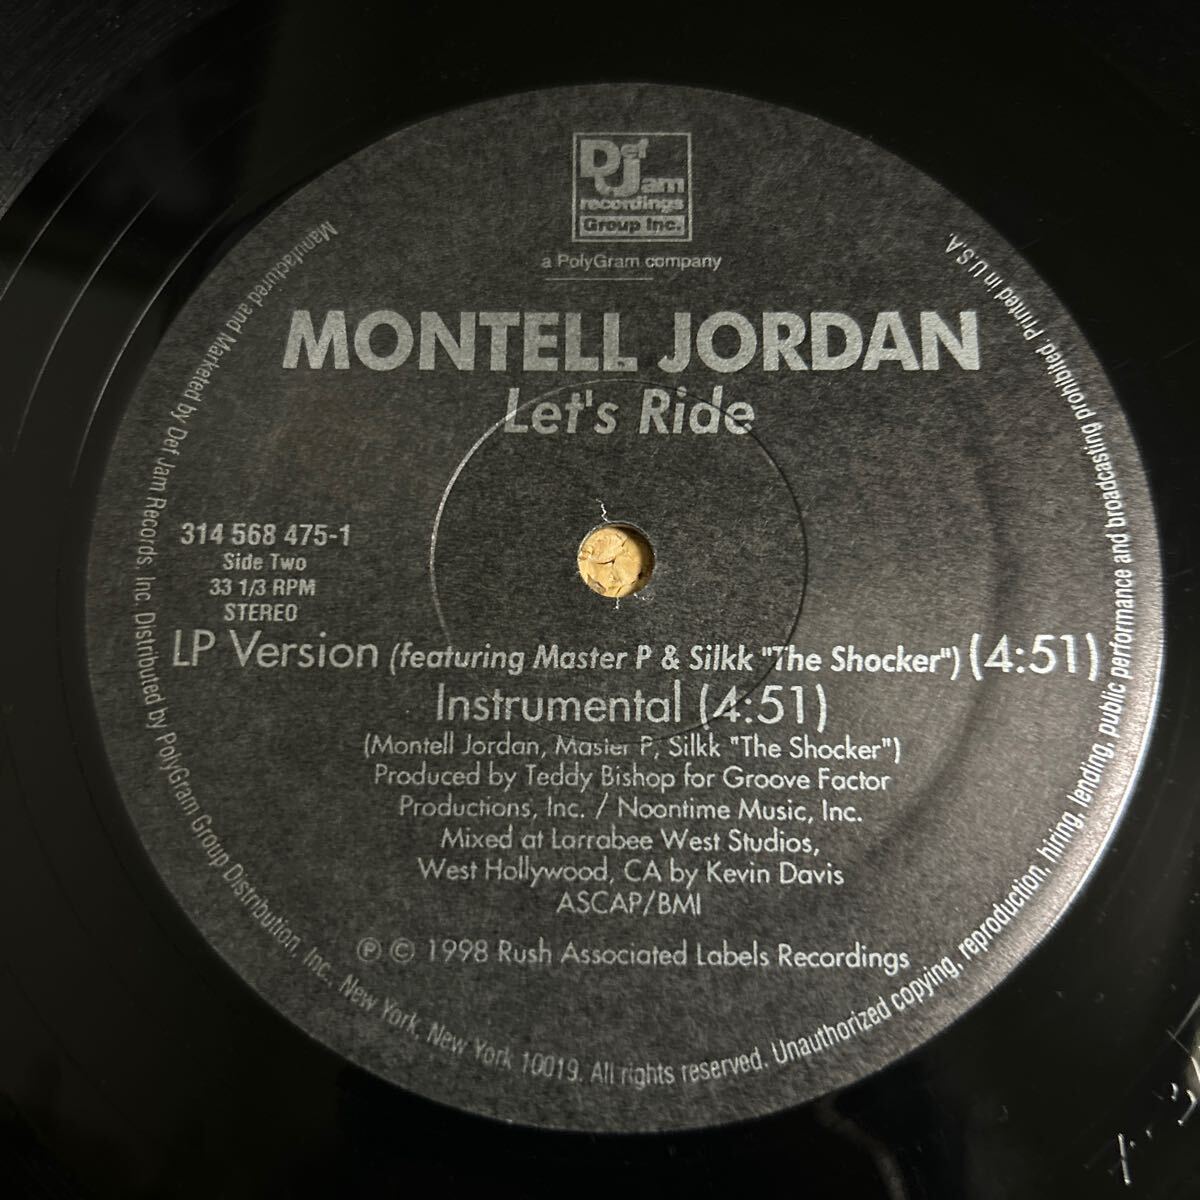 Def
Jam
recordings
Group Inc.
a PolyGram company
MONTELL JORDAN
Let's Ride
314 568 475-1
Side Two
33 1/3 RPM
STEREO
LP Version (featuring Master P & Silkk "The Shocker") (4:51)
Instrumental (4:51)
(Montell Jordan, Master P, Silkk "The Shocker")
Produced by Teddy Bishop for Groove Factor
Productions, Inc. / Noontime Music, Inc.
Mixed at Larrabee West Studios,
West Hollywood, CA by Kevin Davis
ASCAP/BMI
℗ © 1998 Rush Associated Labels Recordings
Manufactured and Marketed by Def Jam Records, Inc. Distributed by PolyGram Group Distribution, Inc., New York, New York 10019. All rights reserved. Unauthorized copying, reproduction, hiring, lending, public performance and broadcasting prohibited. Printed in U.S.A.